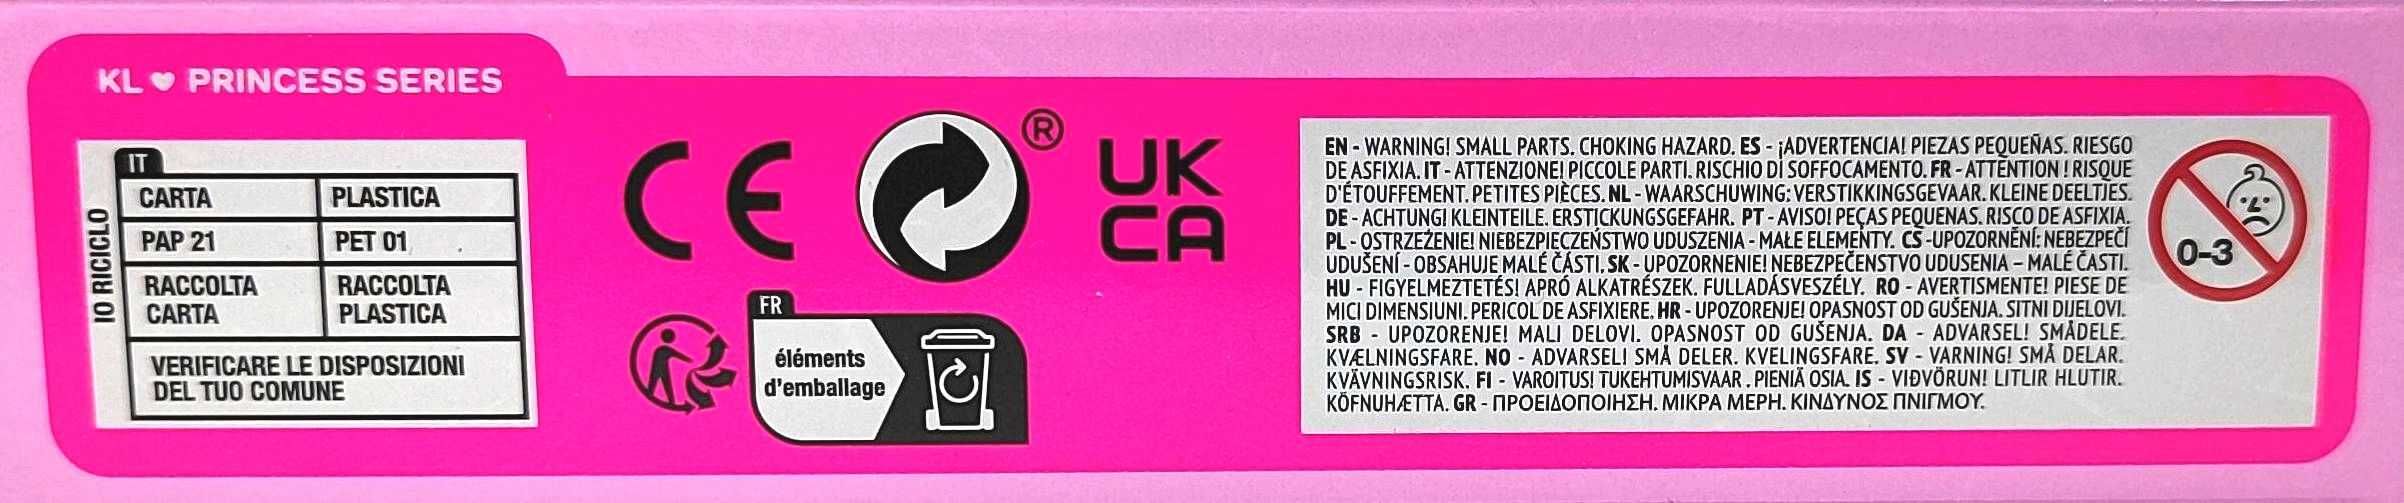 KL ♥ PRINCESS SERIES
IO RICICLO
IT
CARTA PLASTICA
PAP 21 PET 01
RACCOLTA CARTA RACCOLTA PLASTICA
VERIFICARE LE DISPOSIZIONI
DEL TUO COMUNE
CE
®
UK
CA
FR
éléments
d'emballage
EN - WARNING! SMALL PARTS. CHOKING HAZARD. ES - ¡ADVERTENCIA! PIEZAS PEQUEÑAS. RIESGO
DE ASFIXIA. IT - ATTENZIONE! PICCOLE PARTI. RISCHIO DI SOFFOCAMENTO. FR - ATTENTION ! RISQUE
D'ÉTOUFFEMENT. PETITES PIÈCES. NL - WAARSCHUWING: VERSTIKKINGSGEVAAR. KLEINE DEELTJES.
DE - ACHTUNG! KLEINTEILE. ERSTICKUNGSGEFAHR. PT - AVISO! PEÇAS PEQUENAS. RISCO DE ASFIXIA.
PL - OSTRZEŻENIE! NIEBEZPIECZEŃSTWO UDUSZENIA - MAŁE ELEMENTY. CS -UPOZORNĚNÍ: NEBEZPEČÍ
UDUŠENÍ - OBSAHUJE MALÉ ČÁSTI. SK - UPOZORNENIE! NEBEZPEČENSTVO UDUSENIA – MALÉ ČASTI.
HU - FIGYELMEZTETÉS! APRÓ ALKATRÉSZEK. FULLADÁSVESZÉLY. RO - AVERTISMENTE! PIESE DE
MICI DIMENSIUNI. PERICOL DE ASFIXIERE. HR - UPOZORENJE! OPASNOST OD GUŠENJA. SITNI DIJELOVI.
SRB - UPOZORENJE! MALI DELOVI. OPASNOST OD GUŠENJA. DA - ADVARSEL! SMÅDELE.
KVÆLNINGSFARE. NO - ADVARSEL! SMÅ DELER. KVELINGSFARE. SV - VARNING! SMÅ DELAR.
KVÄVNINGSRISK. FI - VAROITUS! TUKEHTUMISVAAR . PIENIÄ OSIA. IS - VIÐVÖRUN! LITLIR HLUTIR.
KÖFNUHÆTTA. GR - ΠΡΟΕΙΔΟΠΟΙΗΣΗ. ΜΙΚΡΑ ΜΕΡΗ. ΚΙΝΔΥΝΟΣ ΠΝΙΓΜΟΥ.
0-3